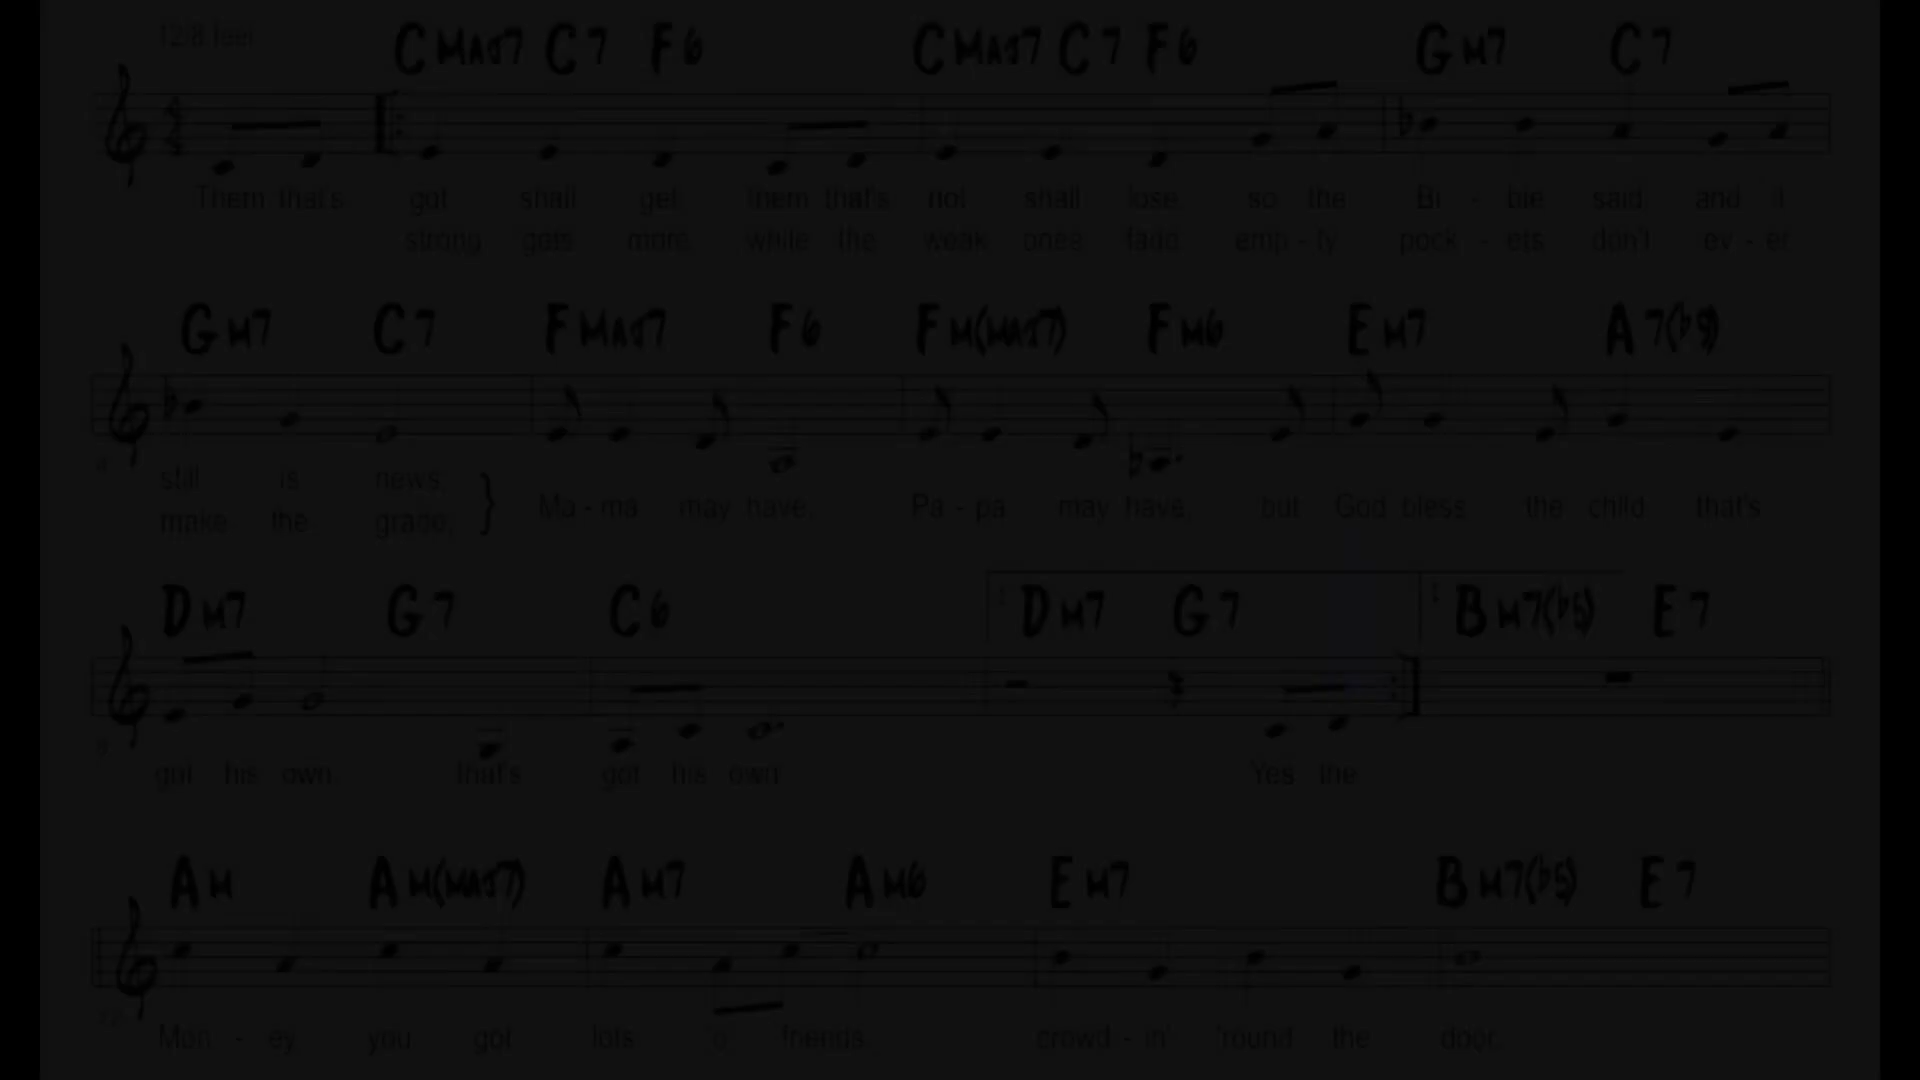 12/8 feel
CMAJ7 C7 F6 CMAJ7 C7 F6 GM7 C7
Them that's got shall get, them that's not shall lose, so the Bi - ble said, and it
strong gets more, while the weak ones fade, emp - ty pock - ets don't ev - er
GM7 C7 FMAJ7 F6 FM(MAJ7) FM6 EM7 A7(b9)
still is news;
Ma - ma may have, Pa - pa may have, but God bless the child that's
make the grade;
DM7 G7 C6 DM7 G7 BM7(b5) E7
got his own that's got his own Yes the
AM AM(MAJ7) AM7 AM6 EM7 BM7(b5) E7
Mon - ey, you got lots o' friends, crowd - in' 'round the door,